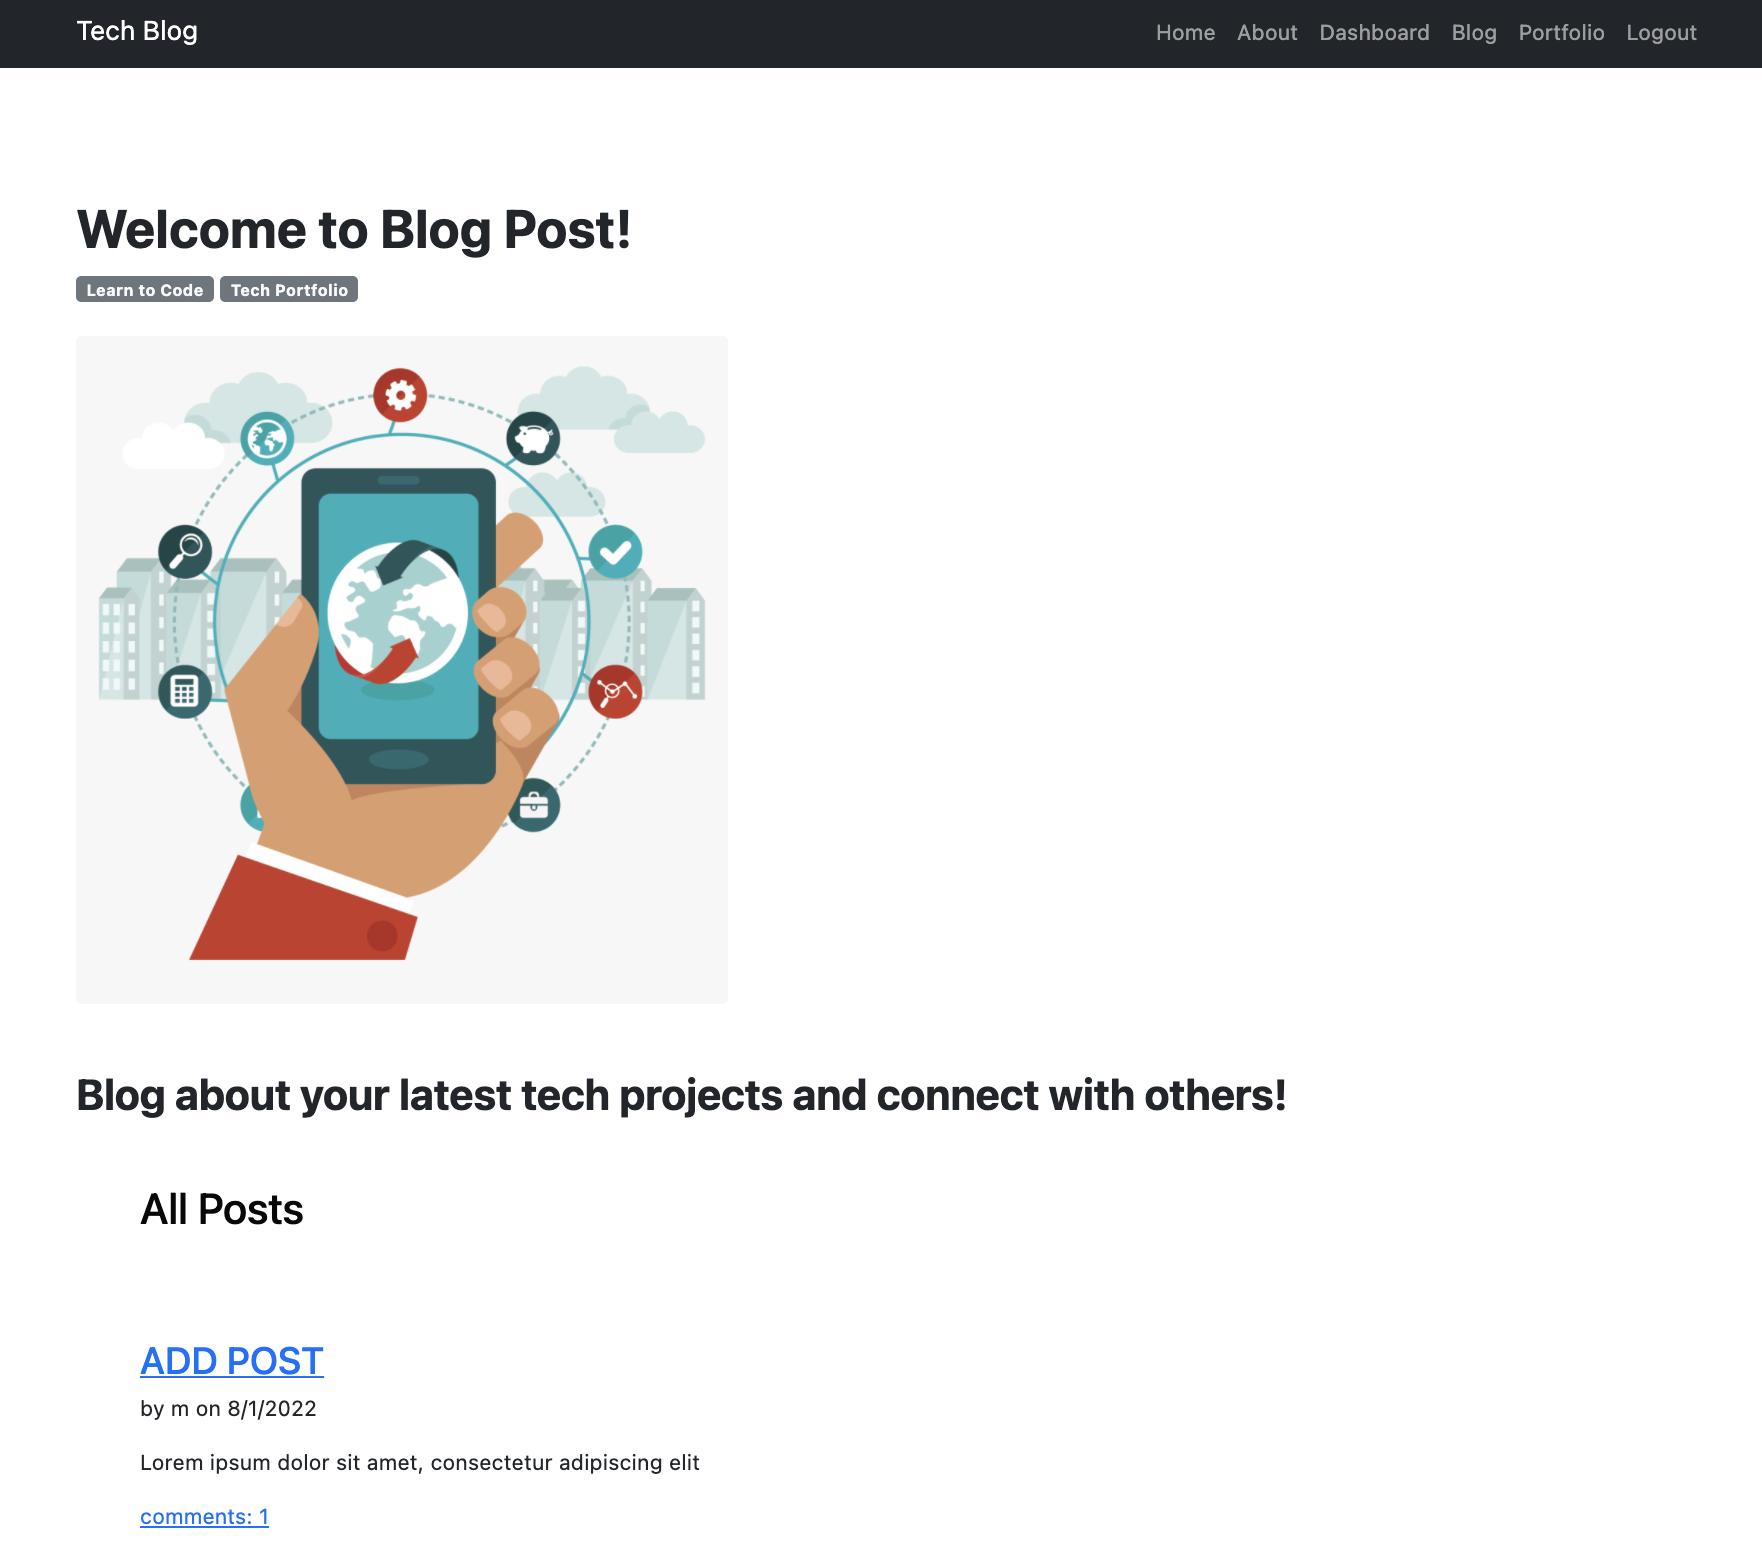 Tech Blog
Home About Dashboard Blog Portfolio Logout
Welcome to Blog Post!
Learn to Code Tech Portfolio
Blog about your latest tech projects and connect with others!
All Posts
ADD POST
by m on 8/1/2022
Lorem ipsum dolor sit amet, consectetur adipiscing elit
comments: 1